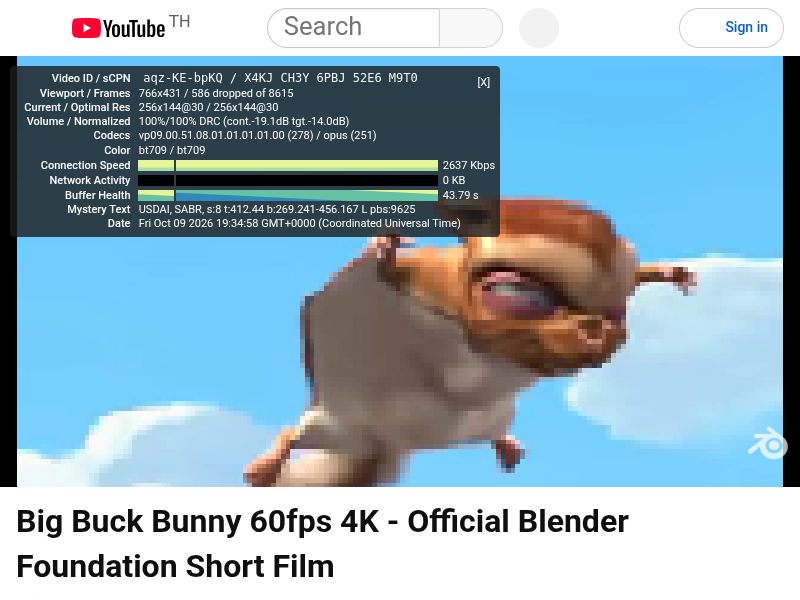 YouTube TH
Search
Sign in
Video ID / sCPN aqz-KE-bpKQ / X4KJ CH3Y 6PBJ 52E6 M9T0
[X]
Viewport / Frames 766x431 / 586 dropped of 8615
Current / Optimal Res 256x144@30 / 256x144@30
Volume / Normalized 100%/100% DRC (cont.-19.1dB tgt.-14.0dB)
Codecs vp09.00.51.08.01.01.01.01.00 (278) / opus (251)
Color bt709 / bt709
Connection Speed 2637 Kbps
Network Activity 0 KB
Buffer Health 43.79 s
Mystery Text USDAI, SABR, s:8 t:412.44 b:269.241-456.167 L pbs:9625
Date Fri Oct 09 2026 19:34:58 GMT+0000 (Coordinated Universal Time)
Big Buck Bunny 60fps 4K - Official Blender
Foundation Short Film